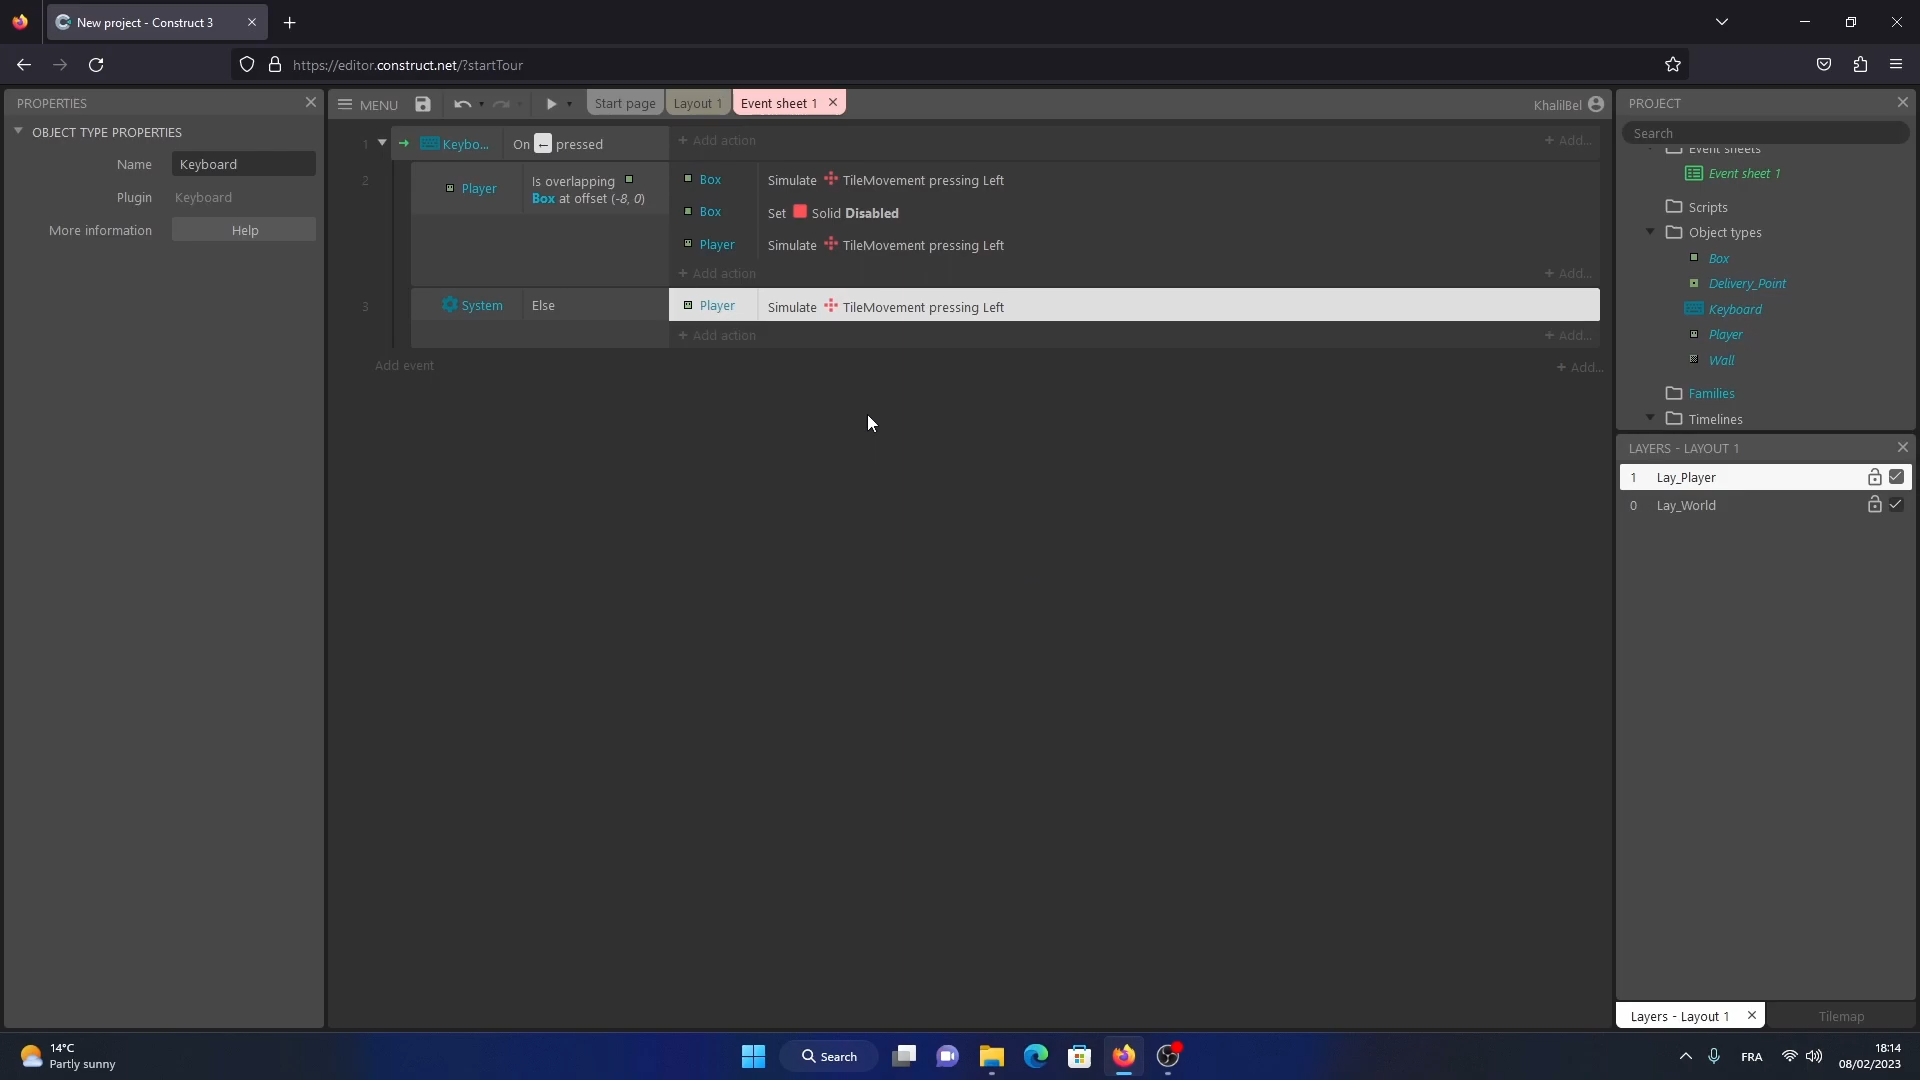 New project - Construct 3
https://editor.construct.net/?startTour
PROPERTIES
OBJECT TYPE PROPERTIES
Name Keyboard
Plugin Keyboard
More information Help
MENU
Start page
Layout 1
Event sheet 1
KhalilBel
1 Keybo... On ← pressed
+ Add action
+ Add...
2 Player Is overlapping
Box at offset (-8, 0)
Box Simulate TileMovement pressing Left
Box Set Solid Disabled
Player Simulate TileMovement pressing Left
+ Add action
+ Add...
3 System Else
Player Simulate TileMovement pressing Left
+ Add action
+ Add...
Add event
+ Add...
PROJECT
Search
Event sheets
Event sheet 1
Scripts
Object types
Box
Delivery_Point
Keyboard
Player
Wall
Families
Timelines
LAYERS - LAYOUT 1
1 Lay_Player
0 Lay_World
Layers - Layout 1
Tilemap
14°C
Partly sunny
Search
FRA
18:14
08/02/2023